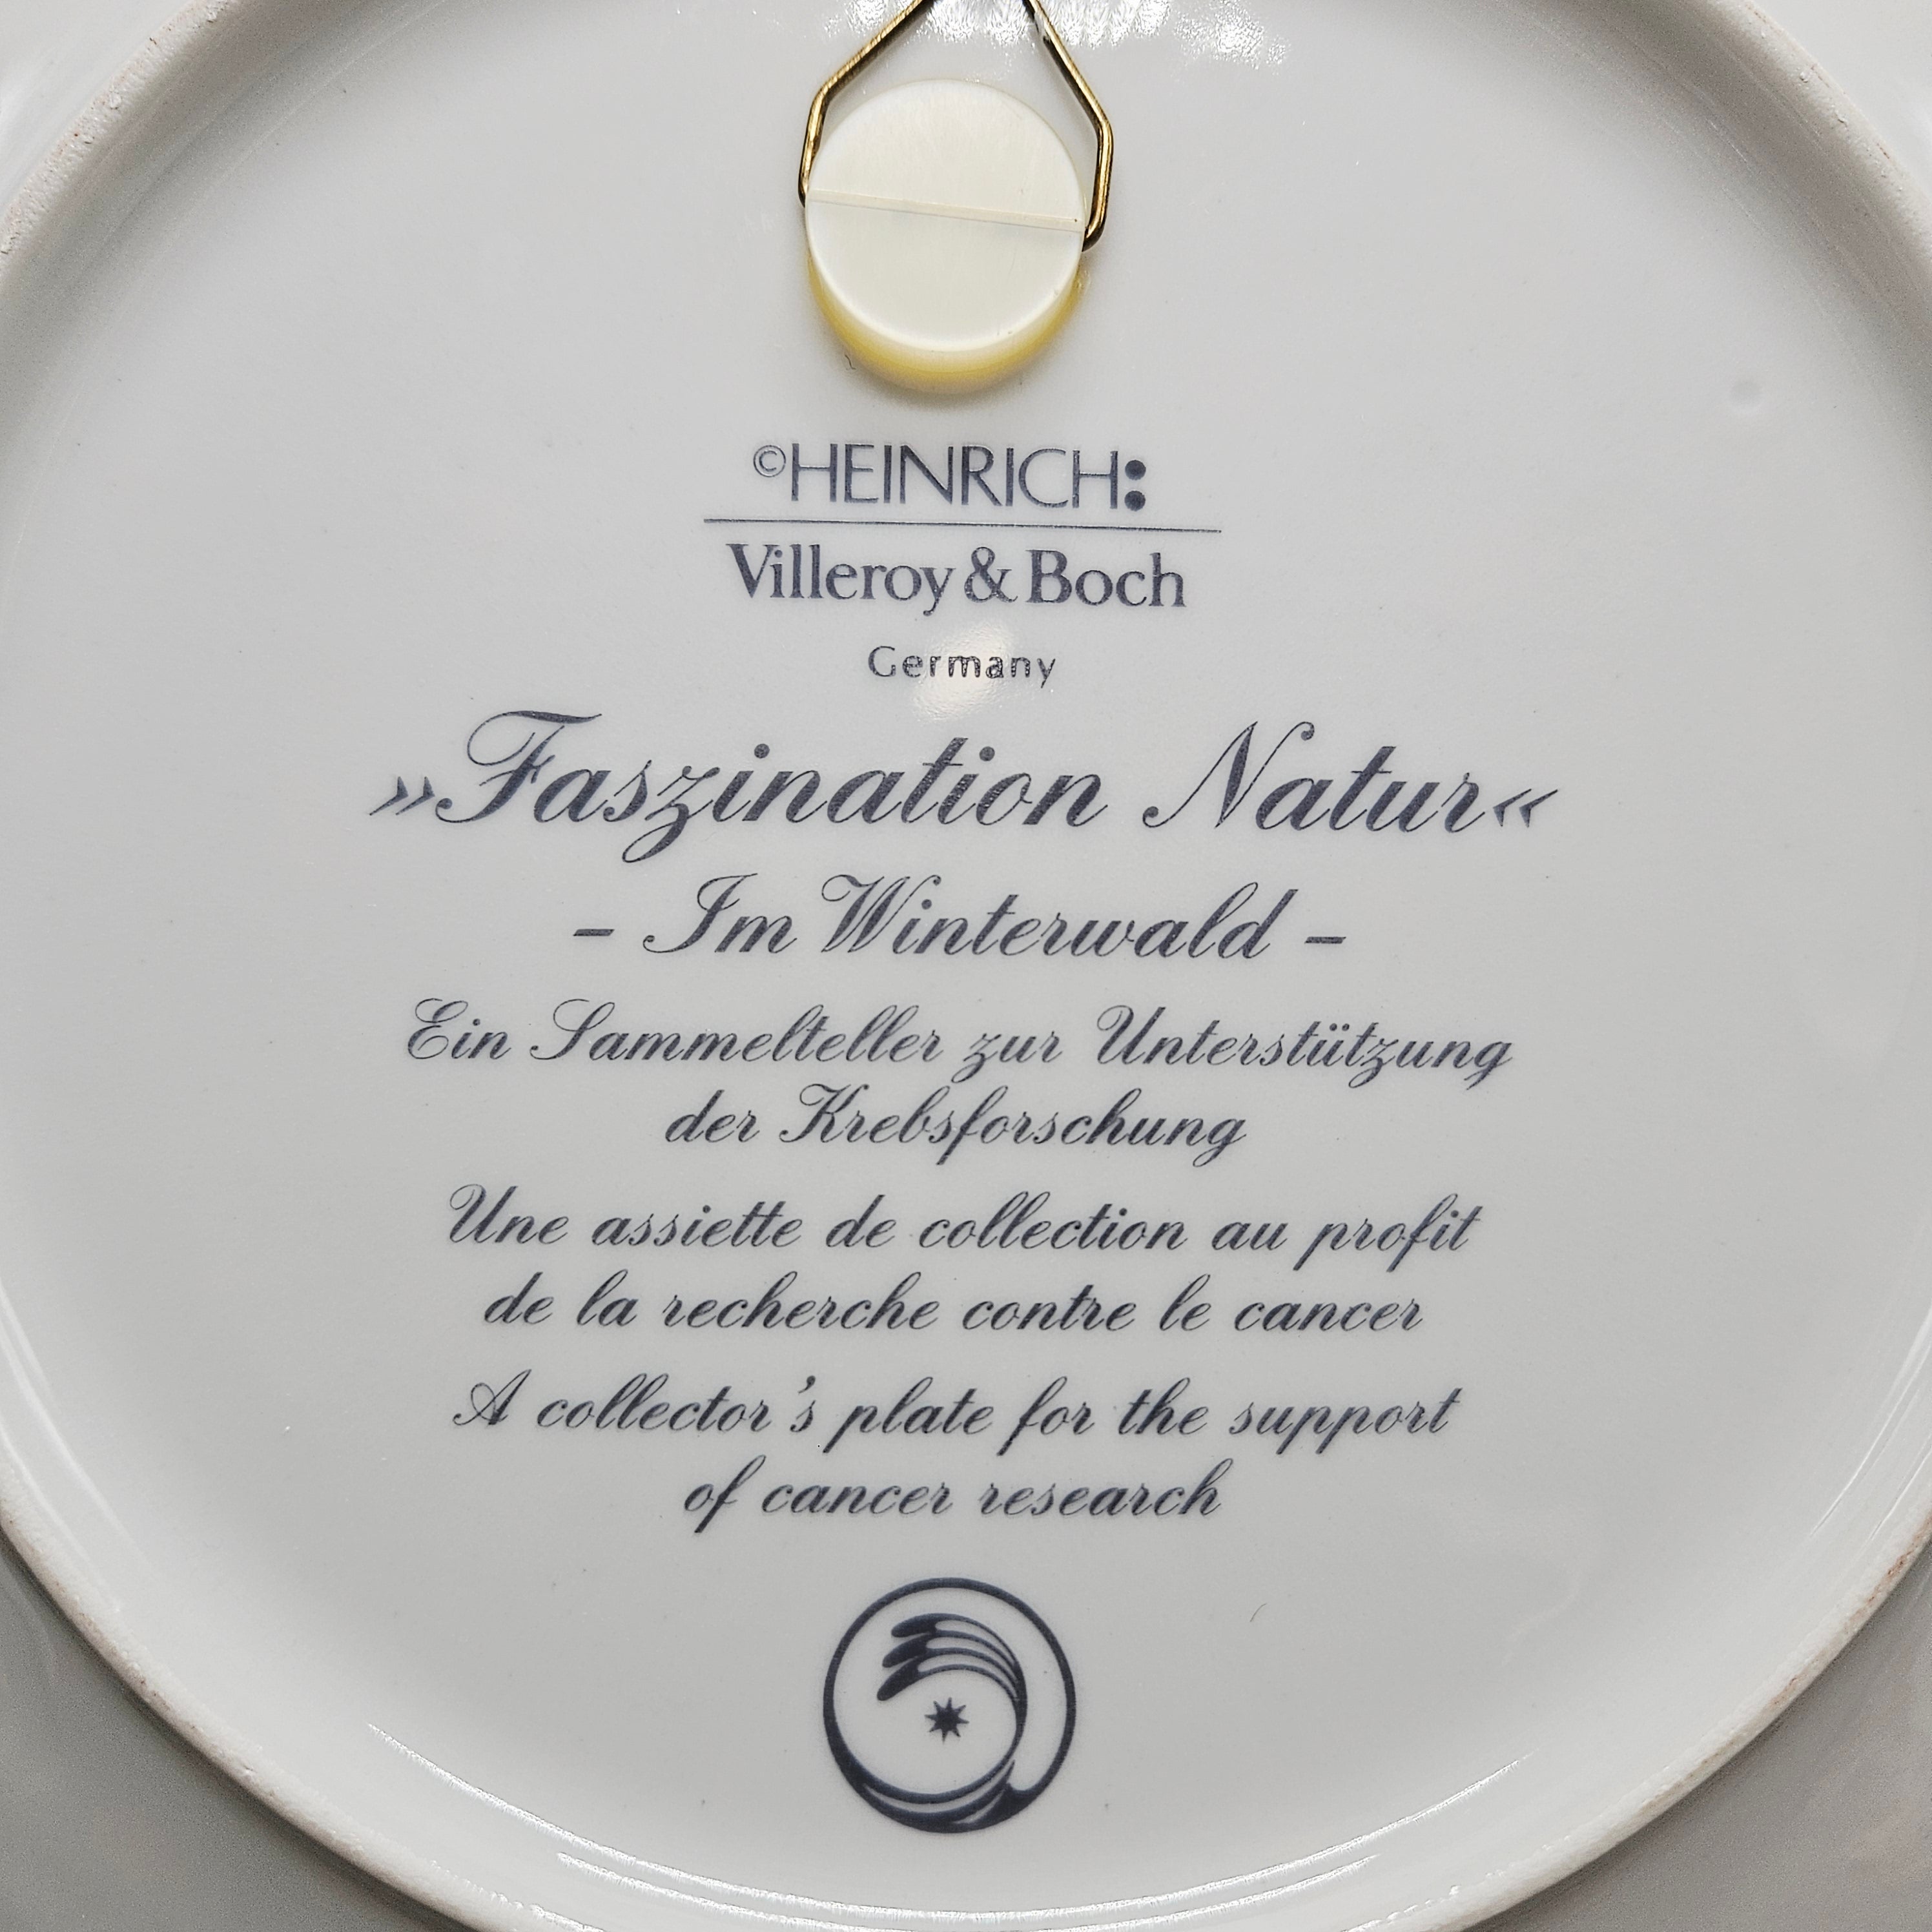 ©HEINRICH:
Villeroy & Boch
Germany
»Faszination Natur«
- Im Winterwald -
Ein Sammelteller zur Unterstützung
der Krebsforschung
Une assiette de collection au profit
de la recherche contre le cancer
A collector's plate for the support
of cancer research